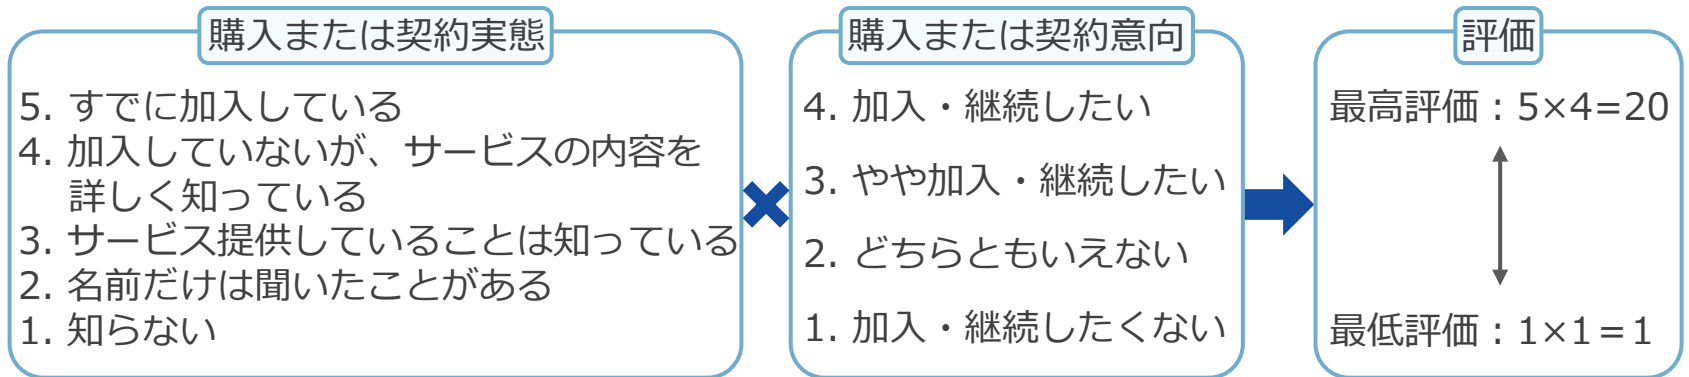 購入または契約実態
5. すでに加入している
4. 加入していないが、サービスの内容を
詳しく知っている
3. サービス提供していることは知っている
2. 名前だけは聞いたことがある
1. 知らない
購入または契約意向
4. 加入・継続したい
3. やや加入・継続したい
2. どちらともいえない
1. 加入・継続したくない
評価
最高評価：5×4=20
最低評価：1×1＝1